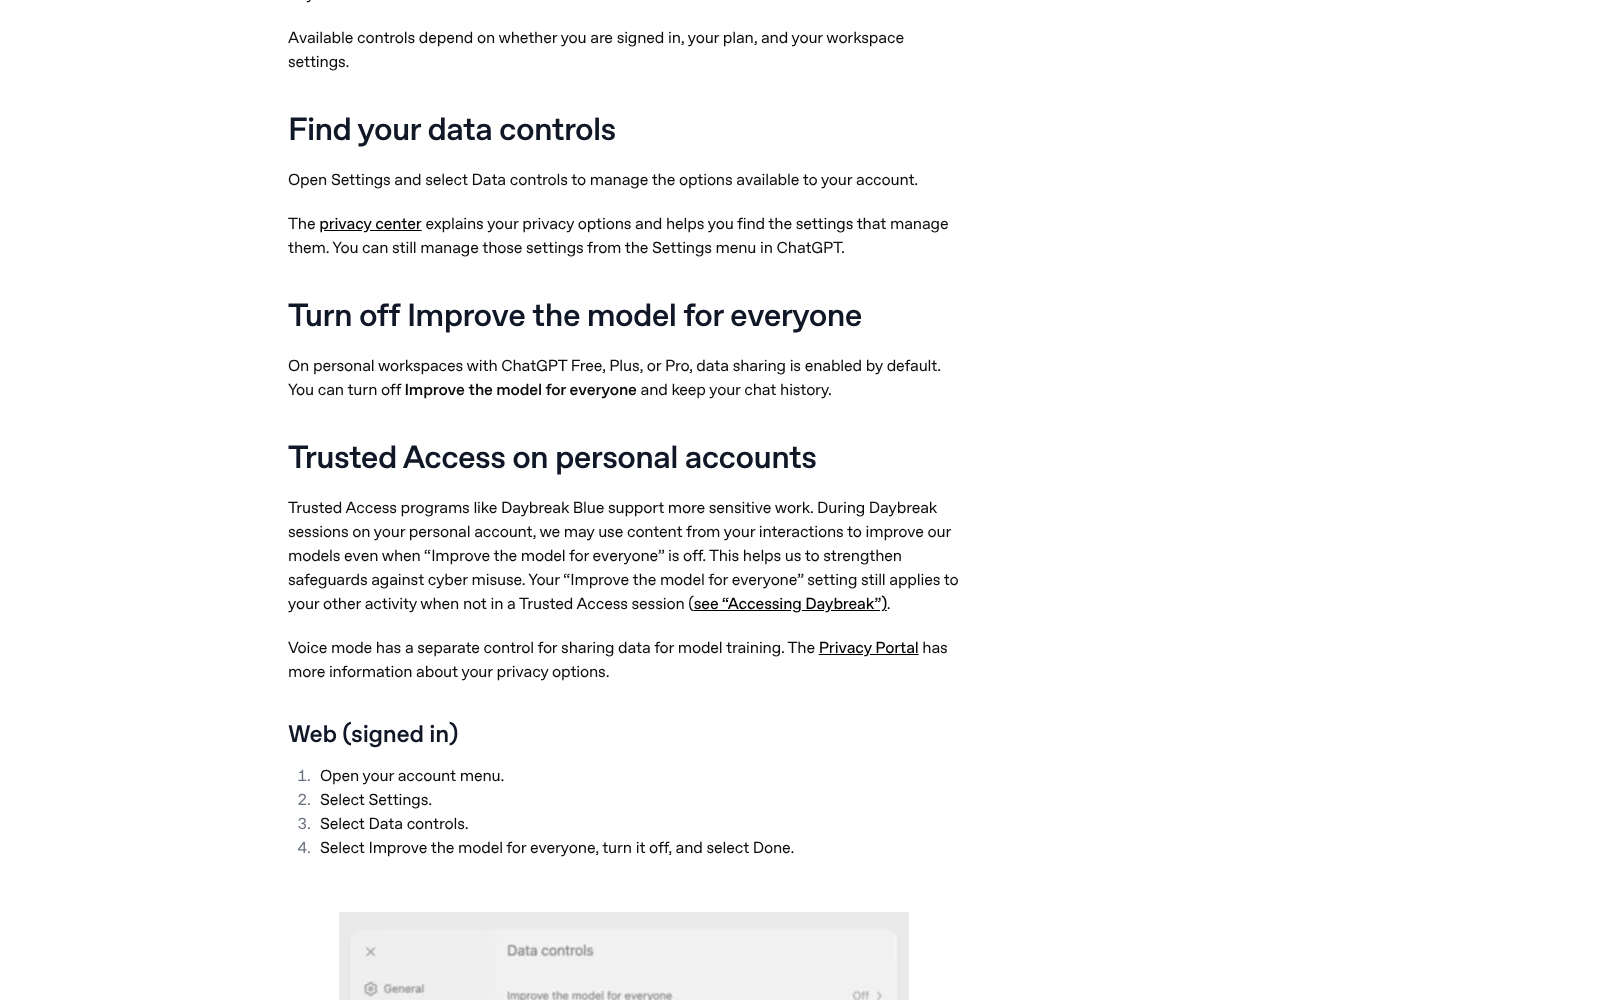 Available controls depend on whether you are signed in, your plan, and your workspace
settings.
Find your data controls
Open Settings and select Data controls to manage the options available to your account.
The privacy center explains your privacy options and helps you find the settings that manage
them. You can still manage those settings from the Settings menu in ChatGPT.
Turn off Improve the model for everyone
On personal workspaces with ChatGPT Free, Plus, or Pro, data sharing is enabled by default.
You can turn off Improve the model for everyone and keep your chat history.
Trusted Access on personal accounts
Trusted Access programs like Daybreak Blue support more sensitive work. During Daybreak
sessions on your personal account, we may use content from your interactions to improve our
models even when “Improve the model for everyone” is off. This helps us to strengthen
safeguards against cyber misuse. Your “Improve the model for everyone” setting still applies to
your other activity when not in a Trusted Access session (see “Accessing Daybreak”).
Voice mode has a separate control for sharing data for model training. The Privacy Portal has
more information about your privacy options.
Web (signed in)
1. Open your account menu.
2. Select Settings.
3. Select Data controls.
4. Select Improve the model for everyone, turn it off, and select Done.
Data controls
General
Improve the model for everyone Off